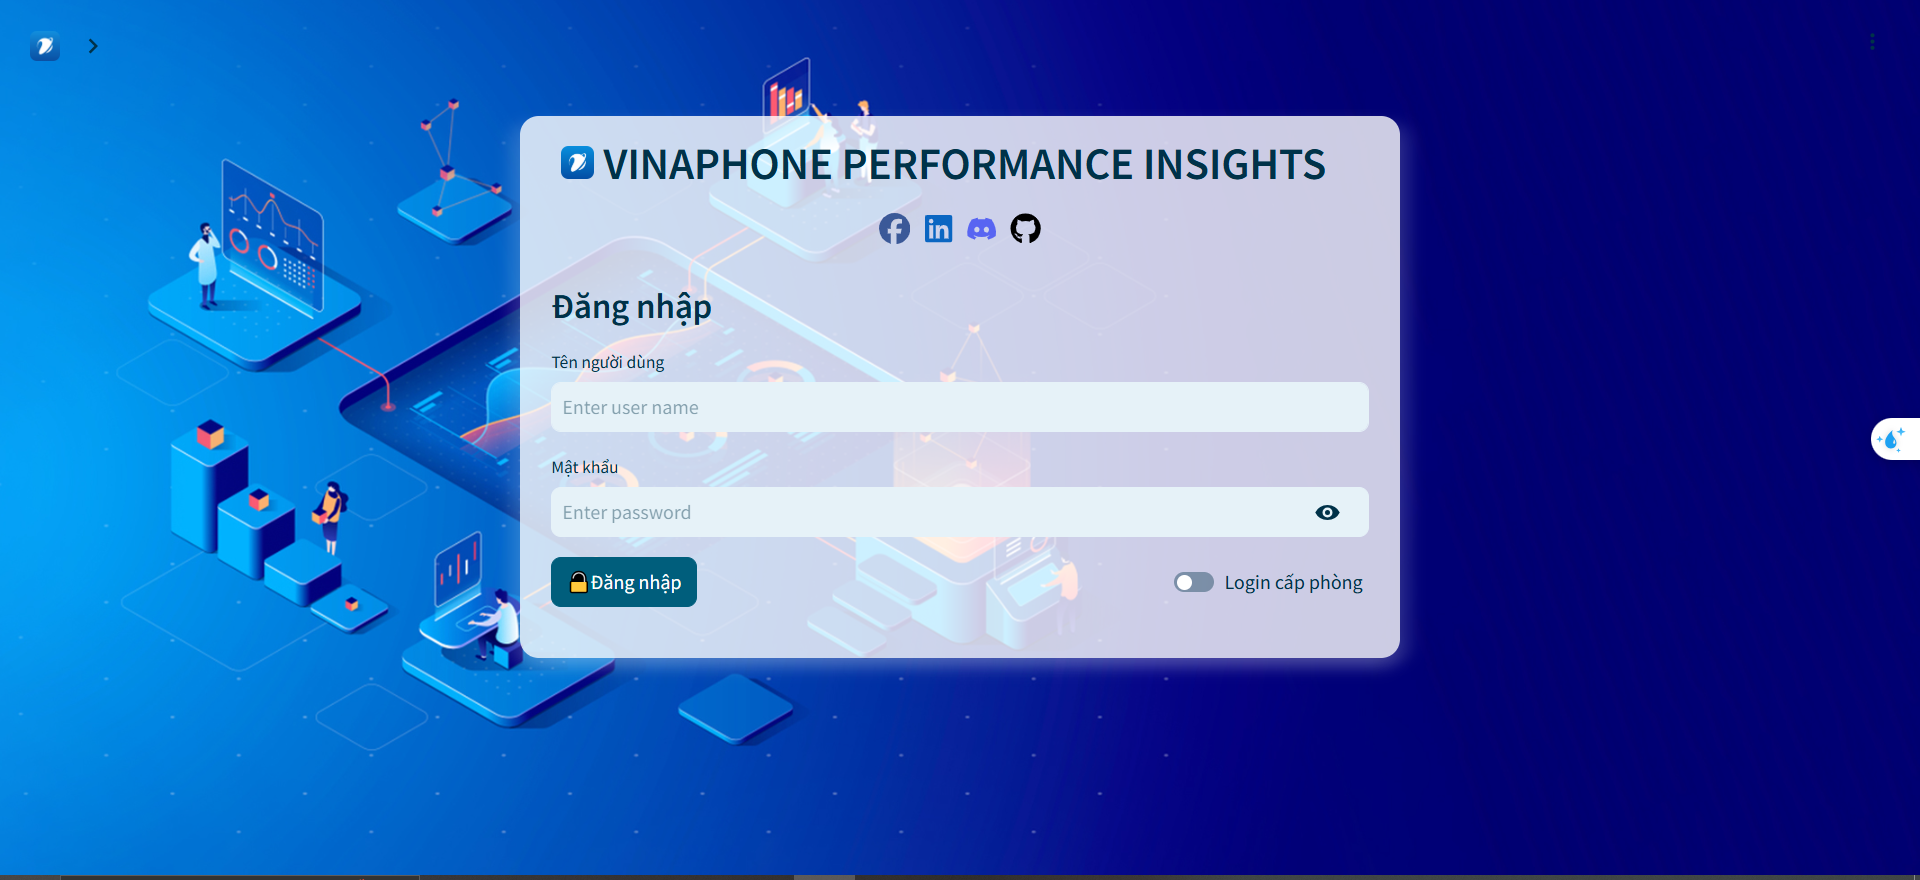 VINAPHONE PERFORMANCE INSIGHTS
Đăng nhập
Tên người dùng
Enter user name
Mật khẩu
Enter password
Đăng nhập
Login cấp phòng